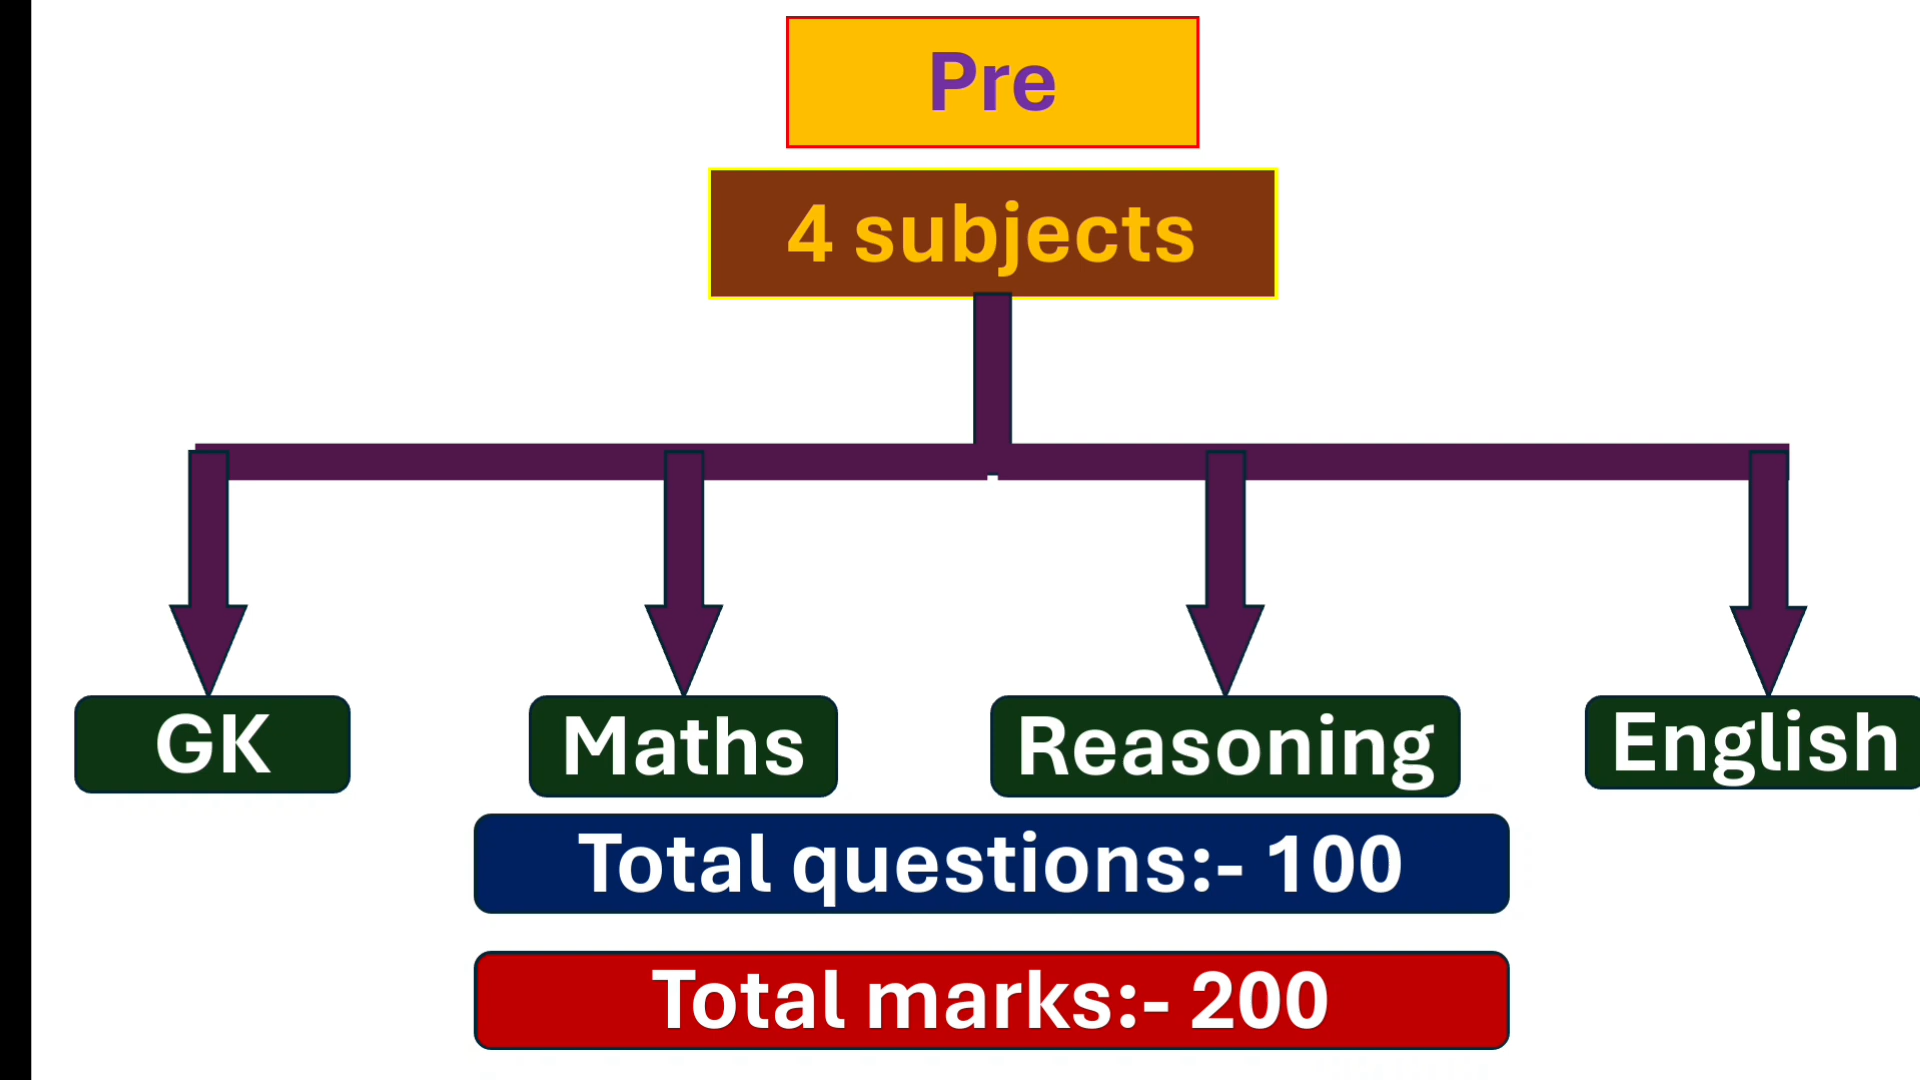 Pre
4 subjects
GK
Maths
Reasoning
English
Total questions:- 100
Total marks:- 200